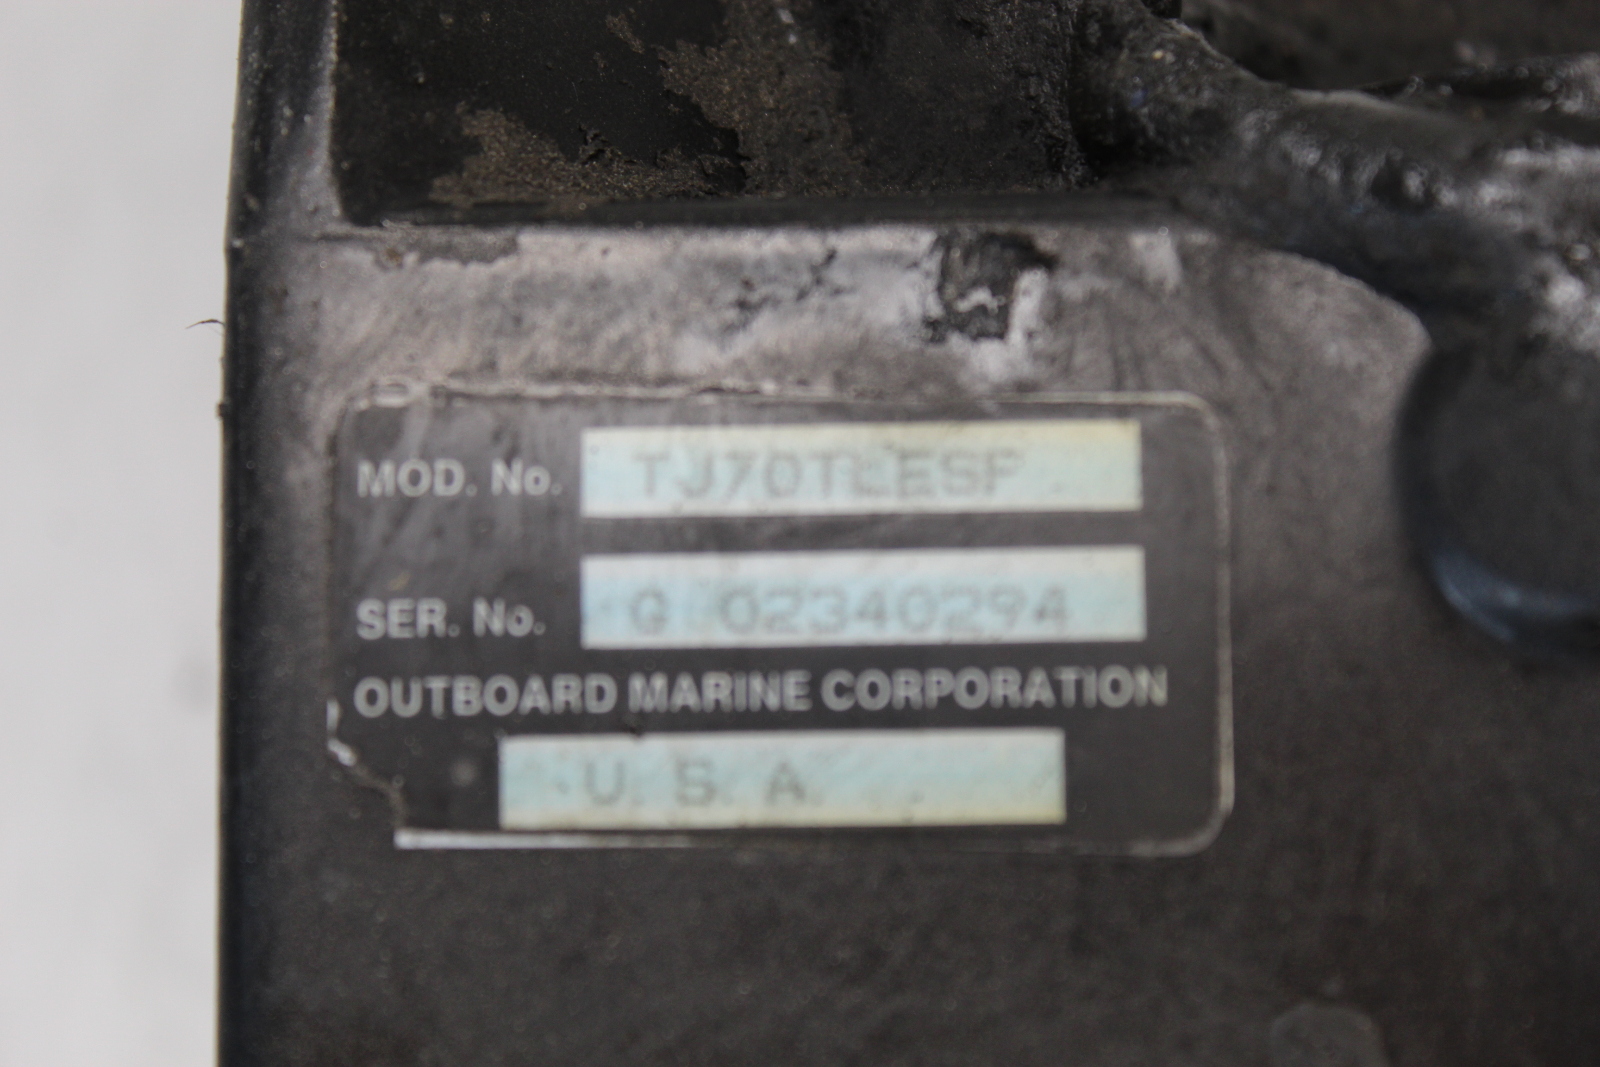 MOD. No. TJ70TLESP
SER. No. G 02340294
OUTBOARD MARINE CORPORATION
U. S. A.